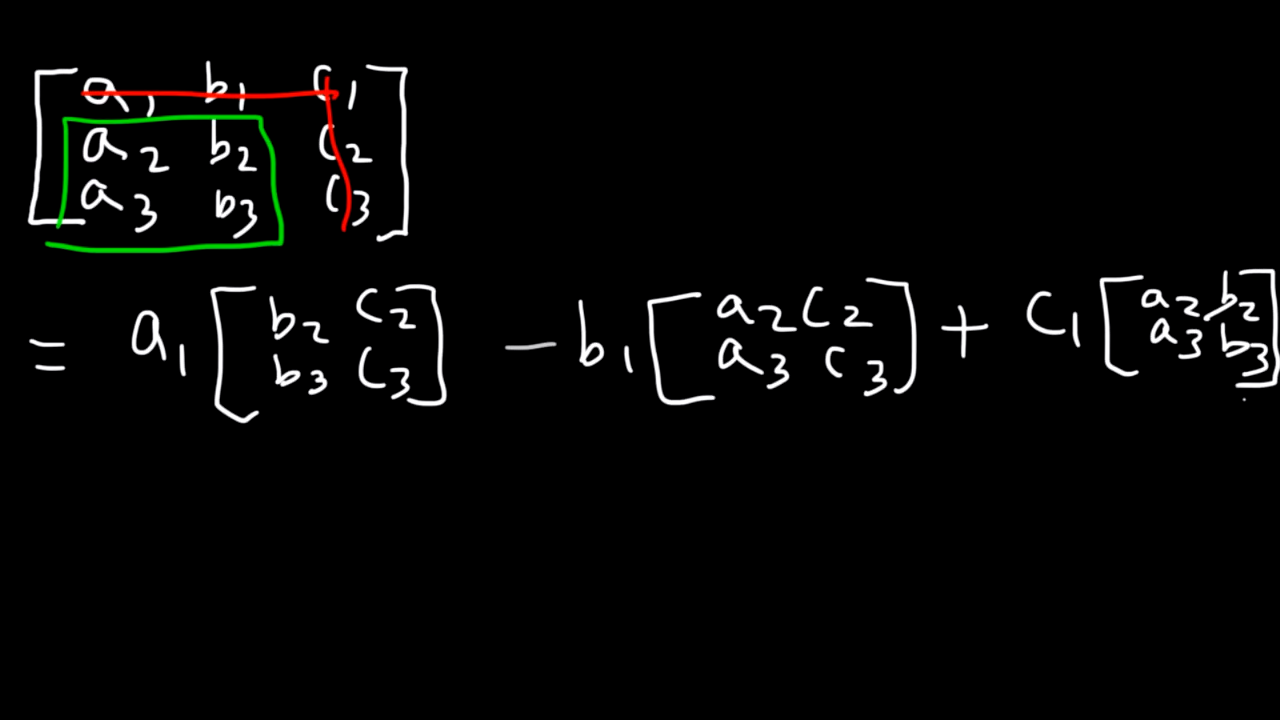 [ a₁ b₁ c₁ ]
[ a₂ b₂ c₂ ]
[ a₃ b₃ c₃ ]
= a₁ [ b₂ c₂ ; b₃ c₃ ] − b₁ [ a₂ c₂ ; a₃ c₃ ] + c₁ [ a₂ b₂ ; a₃ b₃ ]